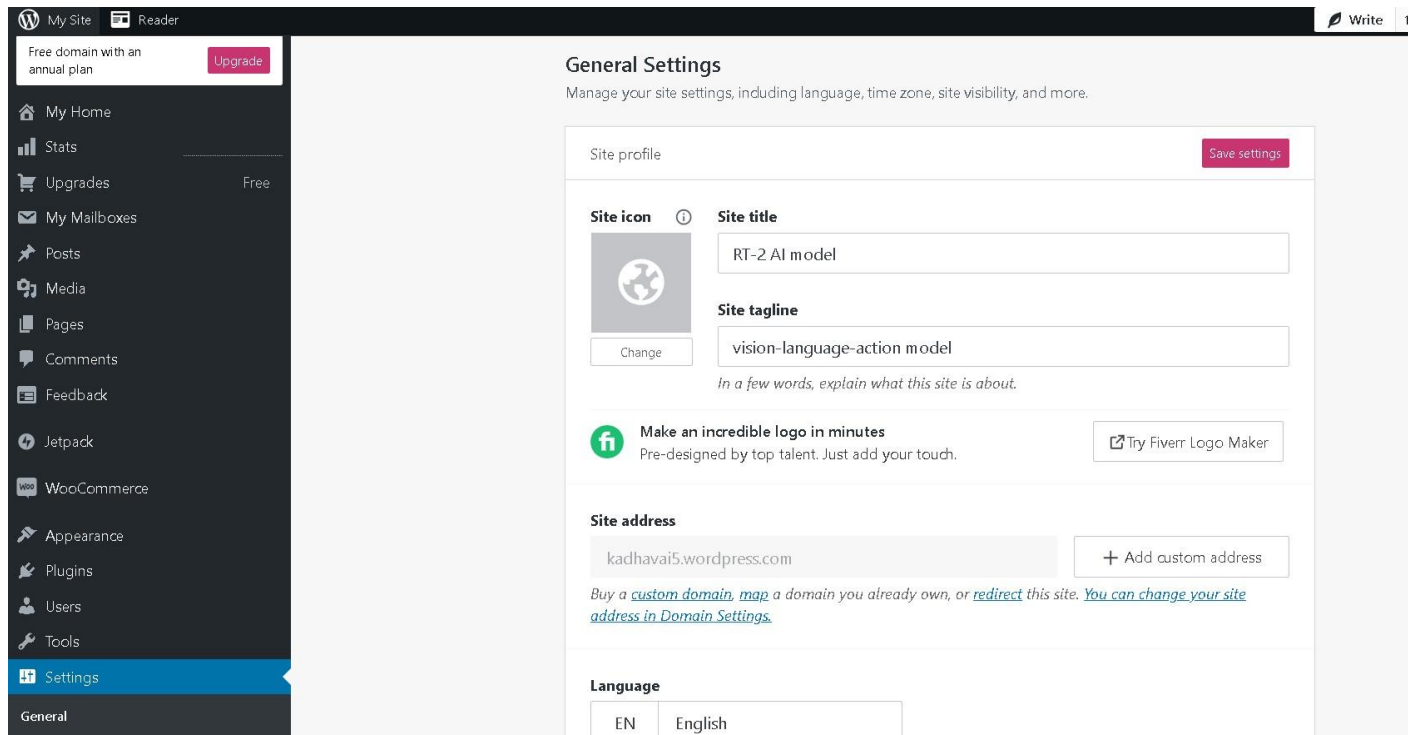 My Site Reader Write
Free domain with an
annual plan
Upgrade
My Home
Stats
Upgrades Free
My Mailboxes
Posts
Media
Pages
Comments
Feedback
Jetpack
WOO WooCommerce
Appearance
Plugins
Users
Tools
Settings
General
General Settings
Manage your site settings, including language, time zone, site visibility, and more.
Site profile Save settings
Site icon Site title
RT-2 AI model
Site tagline
Change vision-language-action model
In a few words, explain what this site is about.
fi Make an incredible logo in minutes
Pre-designed by top talent. Just add your touch.
Try Fiverr Logo Maker
Site address
kadhavai5.wordpress.com + Add custom address
Buy a custom domain, map a domain you already own, or redirect this site. You can change your site
address in Domain Settings.
Language
EN English